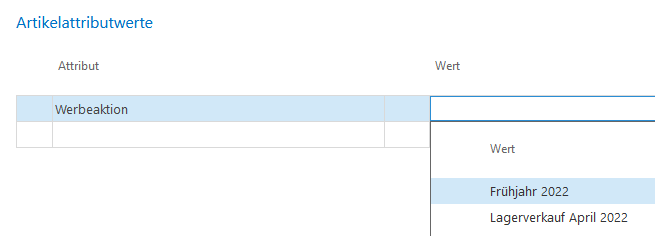 Artikelattributwerte
Attribut Wert
Werbeaktion
Wert
Frühjahr 2022
Lagerverkauf April 2022